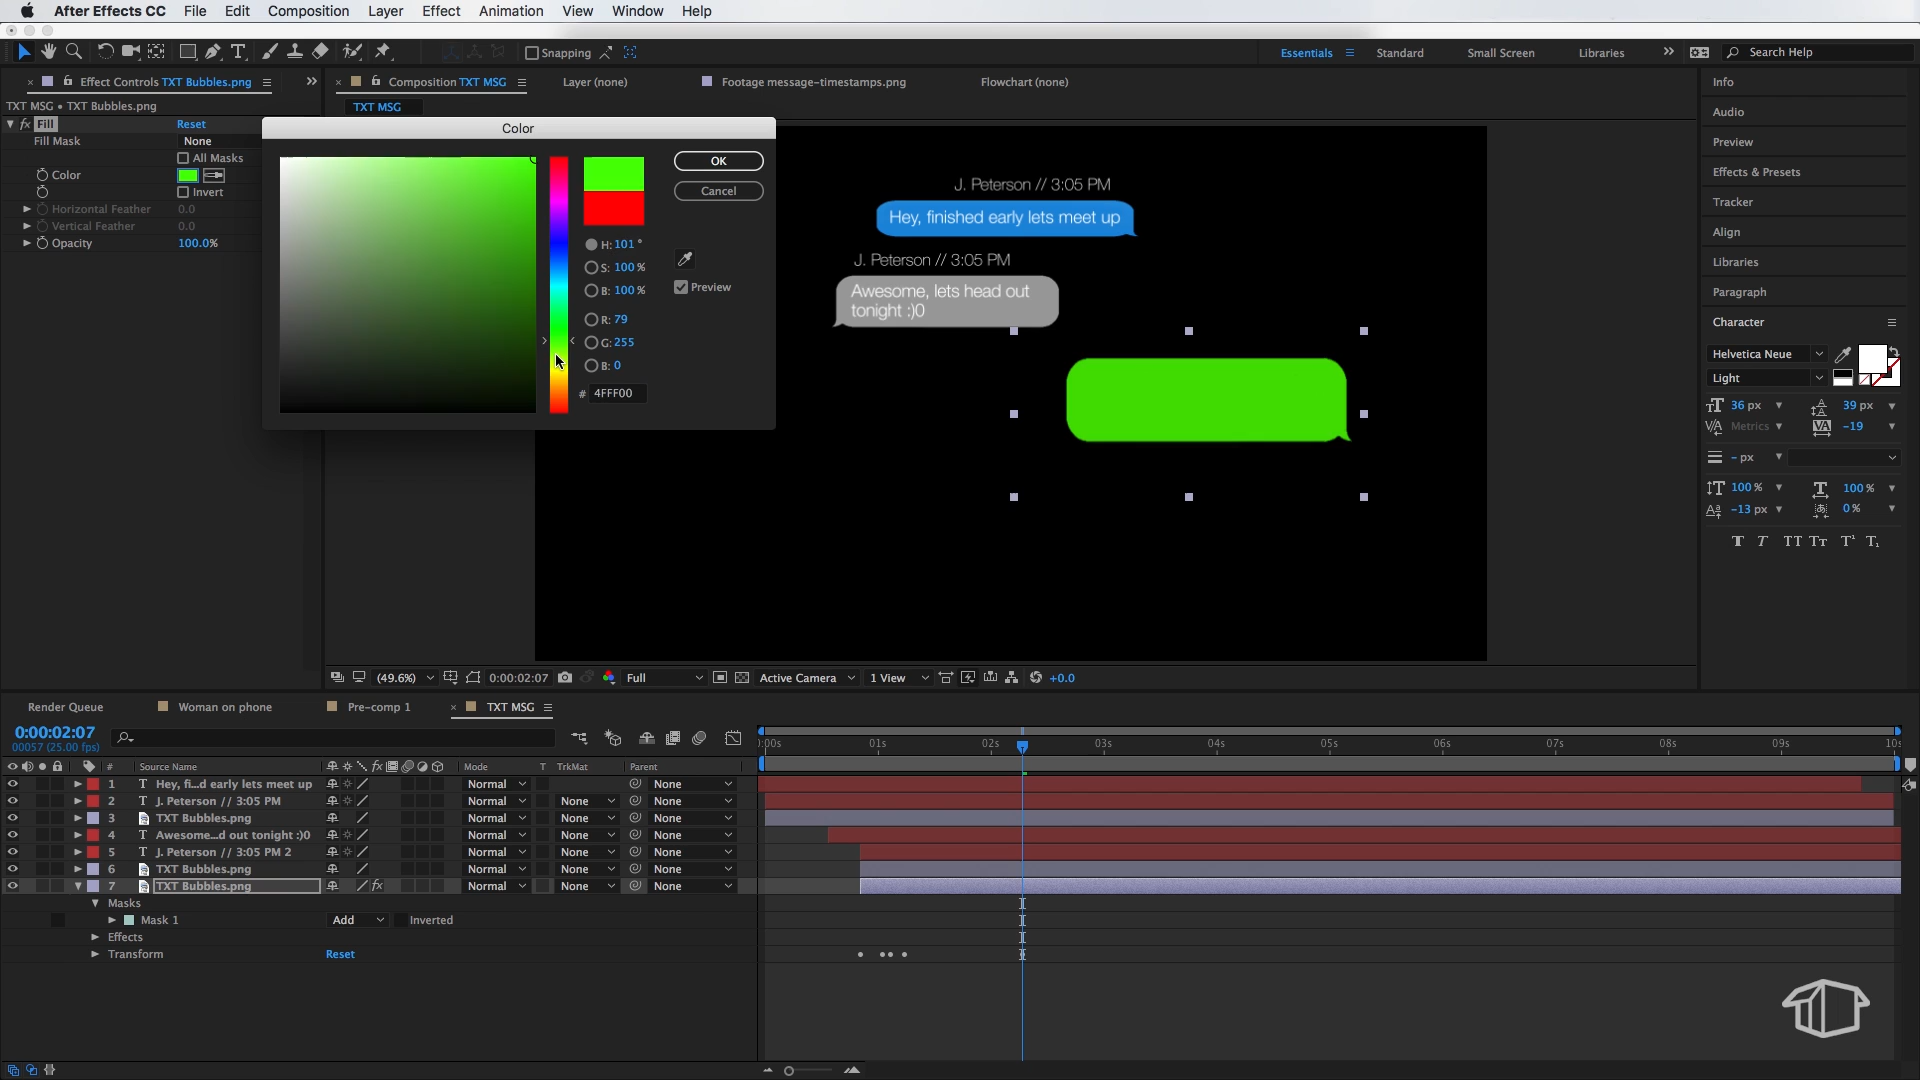 After Effects CC File Edit Composition Layer Effect Animation View Window Help
Snapping
Essentials Standard Small Screen Libraries Search Help
Effect Controls TXT Bubbles.png
Composition TXT MSG Layer (none) Footage message-timestamps.png Flowchart (none)
TXT MSG • TXT Bubbles.png
TXT MSG
fx Fill Reset
Fill Mask None
All Masks
Color
Invert
Horizontal Feather 0.0
Vertical Feather 0.0
Opacity 100.0%
Color
OK
Cancel
H: 101 °
S: 100 %
B: 100 %
Preview
R: 79
G: 255
B: 0
# 4FFF00
J. Peterson // 3:05 PM
Hey, finished early lets meet up
J. Peterson // 3:05 PM
Awesome, lets head out
tonight :)0
Info
Audio
Preview
Effects & Presets
Tracker
Align
Libraries
Paragraph
Character
Helvetica Neue
Light
36 px 39 px
Metrics -19
- px
100 % 100 %
-13 px 0 %
T T TT Tt T¹ T₁
(49.6%) 0:00:02:07 Full Active Camera 1 View +0.0
Render Queue Woman on phone Pre-comp 1 TXT MSG
0:00:02:07
00057 (25.00 fps)
:00s 01s 02s 03s 04s 05s 06s 07s 08s 09s 10s
# Source Name fx Mode T TrkMat Parent
1 T Hey, fi...d early lets meet up Normal None
2 T J. Peterson // 3:05 PM Normal None None
3 TXT Bubbles.png Normal None None
4 T Awesome...d out tonight :)0 Normal None None
5 T J. Peterson // 3:05 PM 2 Normal None None
6 TXT Bubbles.png Normal None None
7 TXT Bubbles.png fx Normal None None
Masks
Mask 1 Add Inverted
Effects
Transform Reset